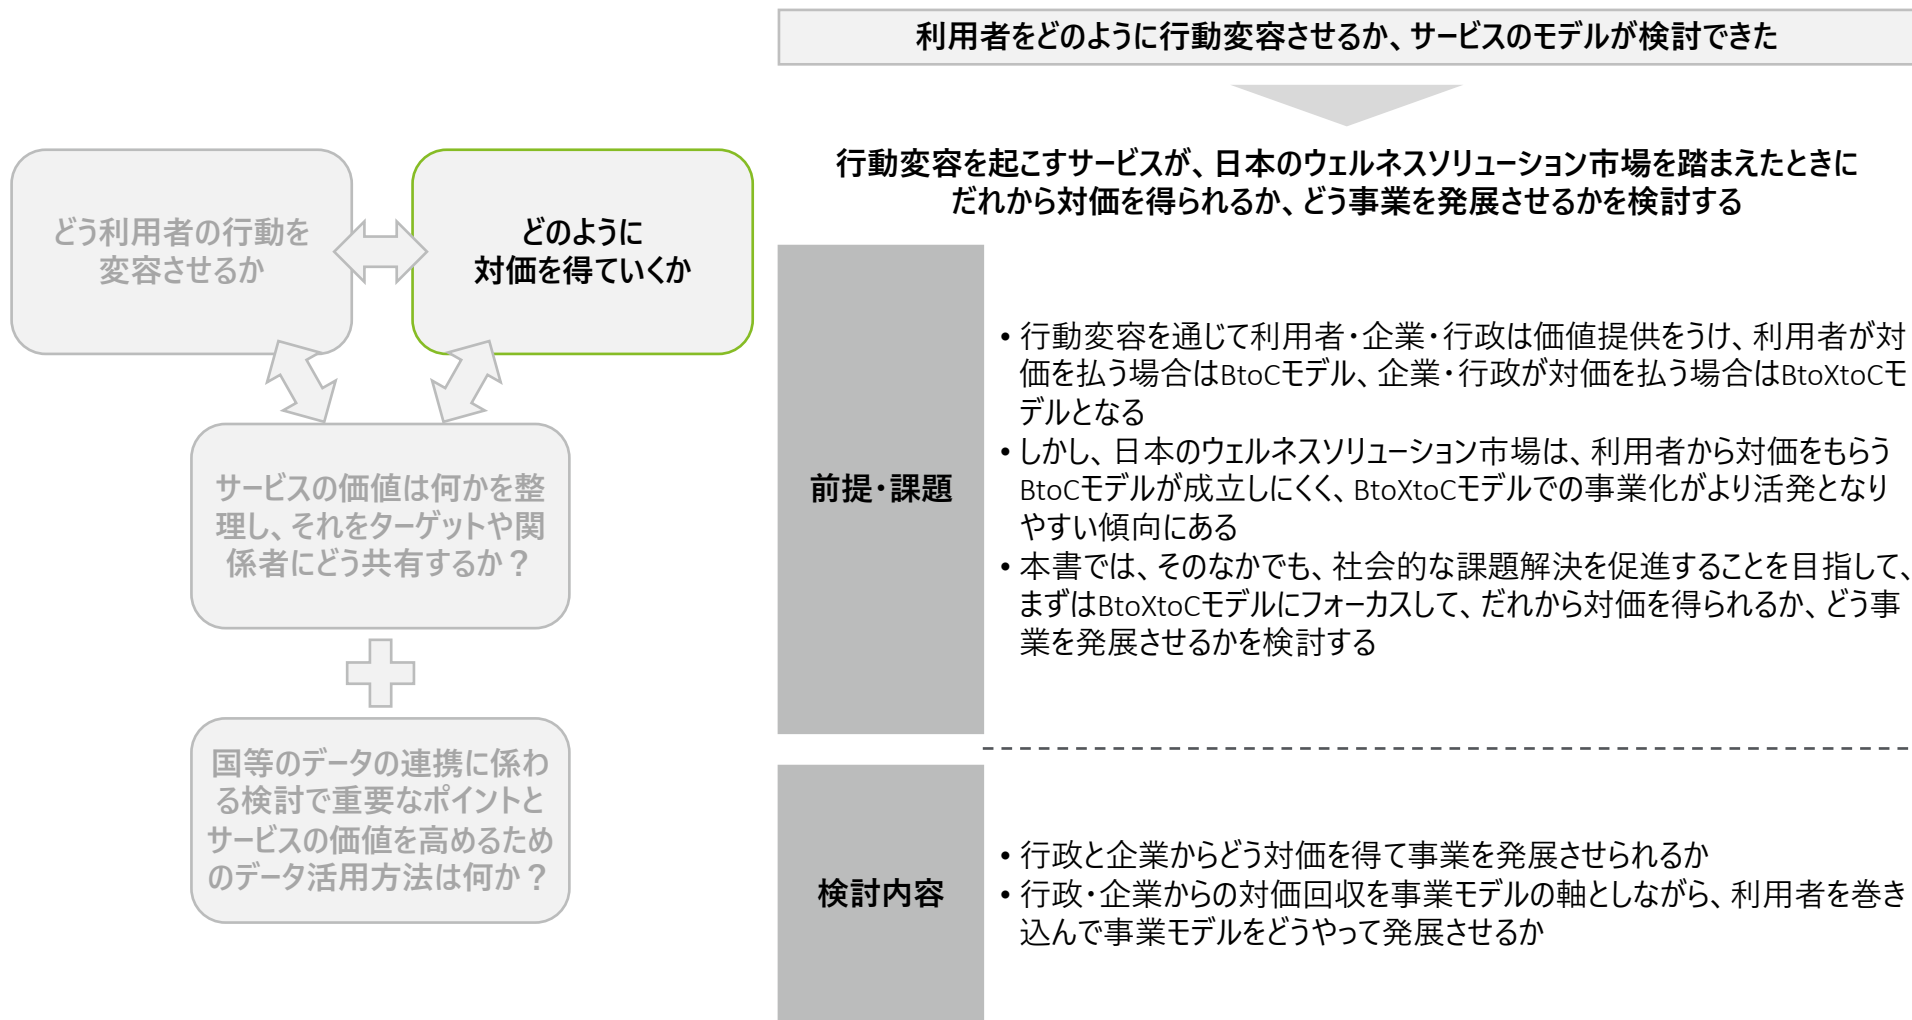 利用者をどのように行動変容させるか、サービスのモデルが検討できた
行動変容を起こすサービスが、日本のウェルネスソリューション市場を踏まえたときに
だれから対価を得られるか、どう事業を発展させるかを検討する
どう利用者の行動を
変容させるか
どのように
対価を得ていくか
サービスの価値は何かを整
理し、それをターゲットや関
係者にどう共有するか？
国等のデータの連携に係わ
る検討で重要なポイントと
サービスの価値を高めるため
のデータ活用方法は何か？
前提・課題
• 行動変容を通じて利用者・企業・行政は価値提供をうけ、利用者が対
価を払う場合はBtoCモデル、企業・行政が対価を払う場合はBtoXtoCモ
デルとなる
• しかし、日本のウェルネスソリューション市場は、利用者から対価をもらう
BtoCモデルが成立しにくく、BtoXtoCモデルでの事業化がより活発となり
やすい傾向にある
• 本書では、そのなかでも、社会的な課題解決を促進することを目指して、
まずはBtoXtoCモデルにフォーカスして、だれから対価を得られるか、どう事
業を発展させるかを検討する
検討内容
• 行政と企業からどう対価を得て事業を発展させられるか
• 行政・企業からの対価回収を事業モデルの軸としながら、利用者を巻き
込んで事業モデルをどうやって発展させるか